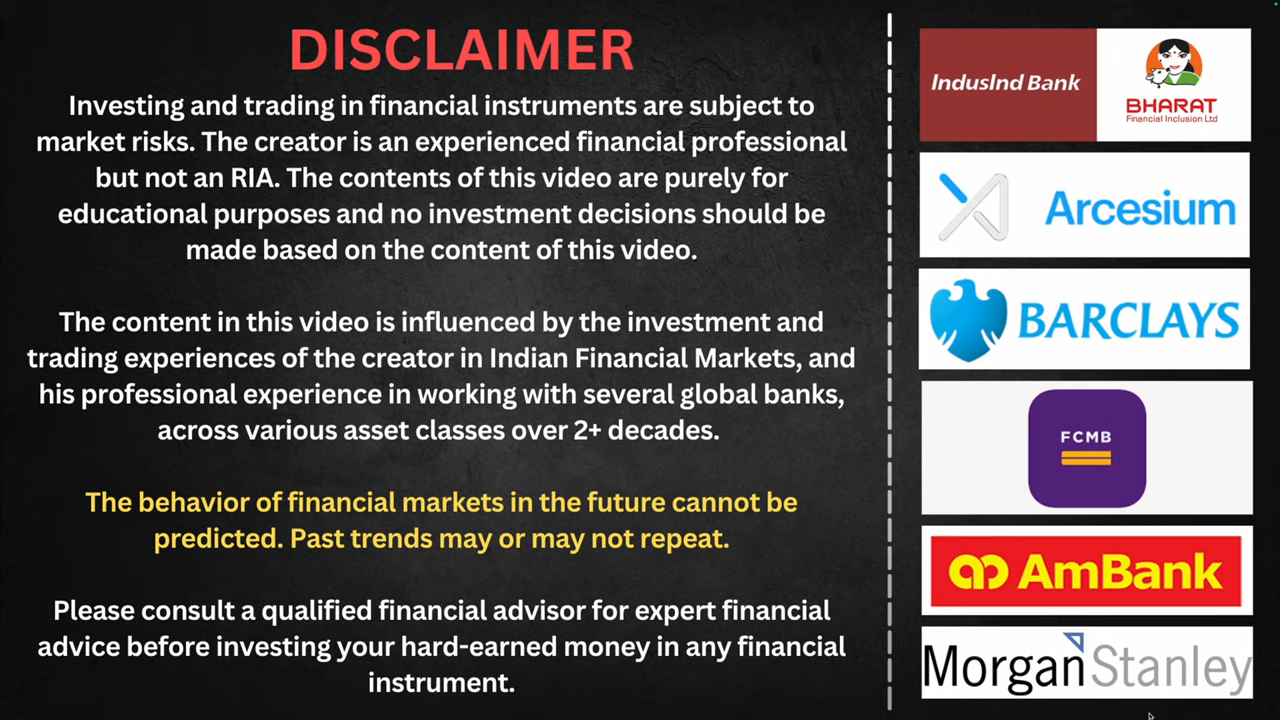 DISCLAIMER
Investing and trading in financial instruments are subject to
market risks. The creator is an experienced financial professional
but not an RIA. The contents of this video are purely for
educational purposes and no investment decisions should be
made based on the content of this video.
The content in this video is influenced by the investment and
trading experiences of the creator in Indian Financial Markets, and
his professional experience in working with several global banks,
across various asset classes over 2+ decades.
The behavior of financial markets in the future cannot be
predicted. Past trends may or may not repeat.
Please consult a qualified financial advisor for expert financial
advice before investing your hard-earned money in any financial
instrument.
IndusInd Bank
BHARAT
Financial Inclusion Ltd
Arcesium
BARCLAYS
FCMB
AmBank
Morgan Stanley